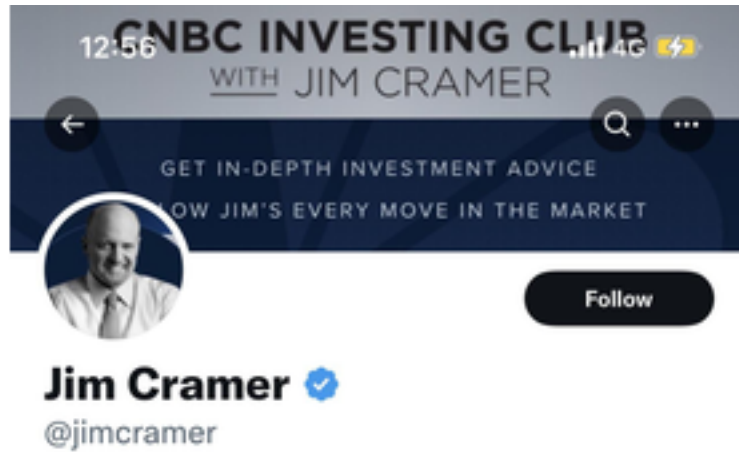 CNBC INVESTING CLUB
12:56 4G
WITH JIM CRAMER
GET IN-DEPTH INVESTMENT ADVICE
LOW JIM'S EVERY MOVE IN THE MARKET
Follow
Jim Cramer
@jimcramer